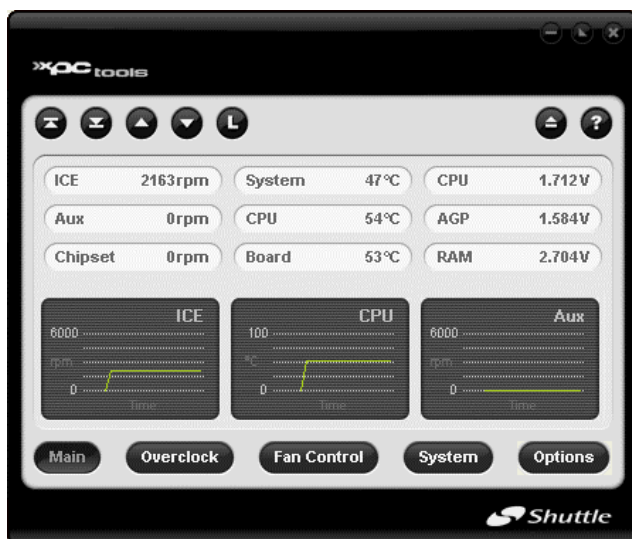 xpc tools
L ?
ICE 2163rpm System 47°C CPU 1.712V
Aux 0rpm CPU 54°C AGP 1.584V
Chipset 0rpm Board 53°C RAM 2.704V
ICE CPU Aux
6000 100 6000
rpm °C rpm
0 0 0
Time Time Time
Main Overclock Fan Control System Options
Shuttle